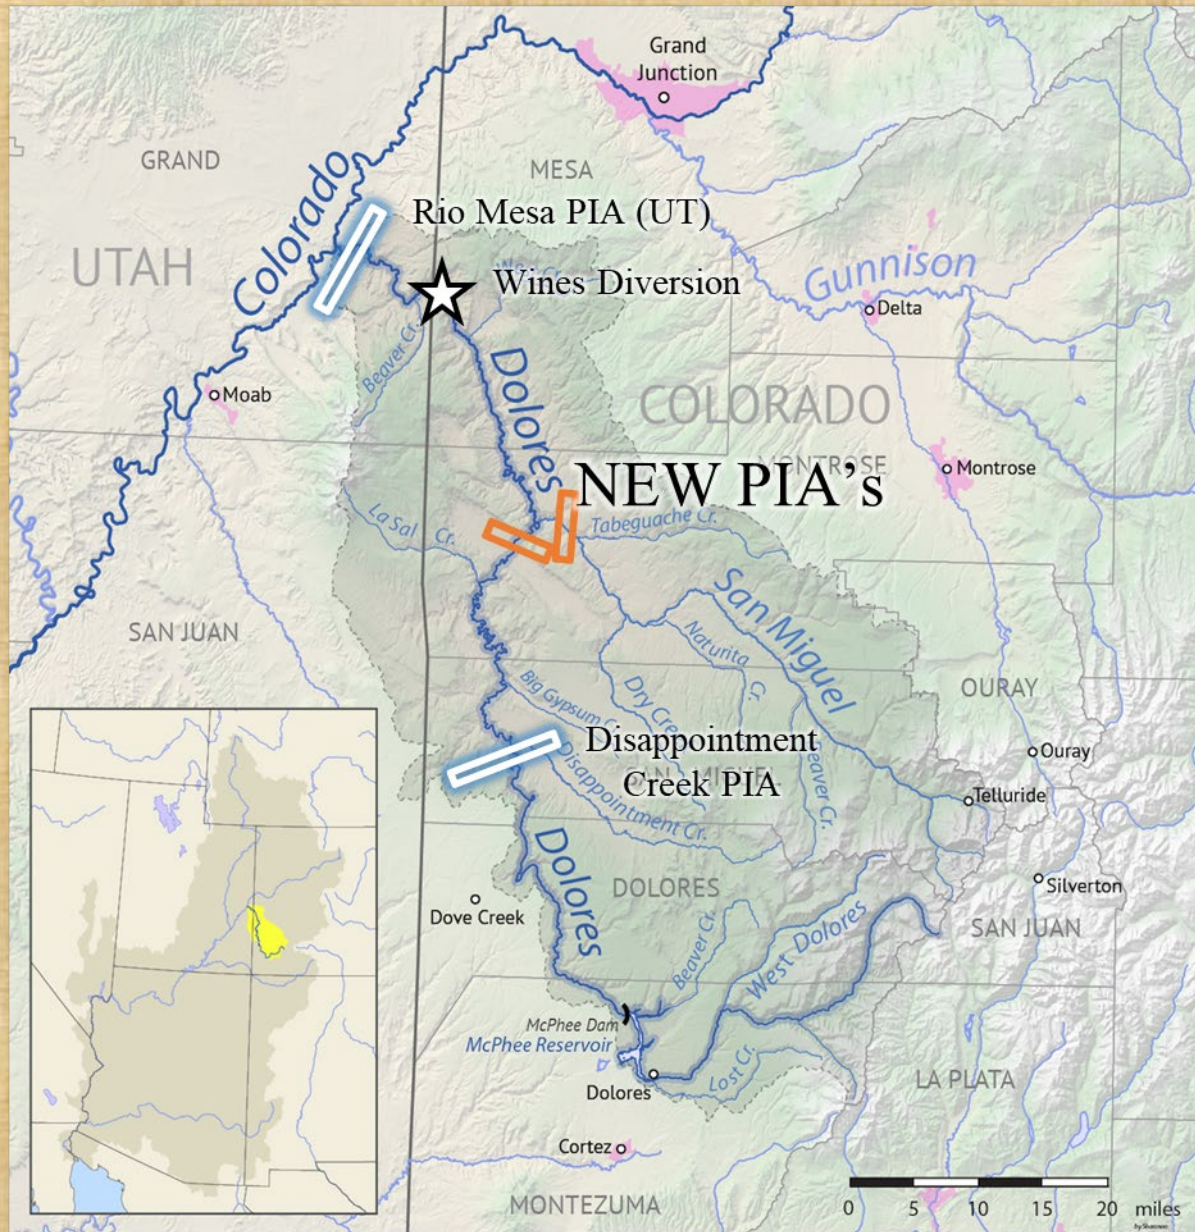 Grand
Junction
GRAND
MESA
Colorado
Rio Mesa PIA (UT)
UTAH
Wines Diversion
West Cr.
Gunnison
Delta
Beaver Cr.
Dolores
Moab
COLORADO
MONTROSE
Montrose
NEW PIA's
La Sal Cr.
Tabeguache Cr.
San Miguel
SAN JUAN
Naturita Cr.
OURAY
Big Gypsum Cr.
Dry Creek
Disappointment
Creek PIA
SAN MIGUEL
Ouray
Disappointment Cr.
Beaver Cr.
Telluride
Dolores
DOLORES
Silverton
Dove Creek
SAN JUAN
Beaver Cr.
West Dolores
McPhee Dam
McPhee Reservoir
Lost Cr.
Dolores
LA PLATA
Cortez
MONTEZUMA
0 5 10 15 20 miles